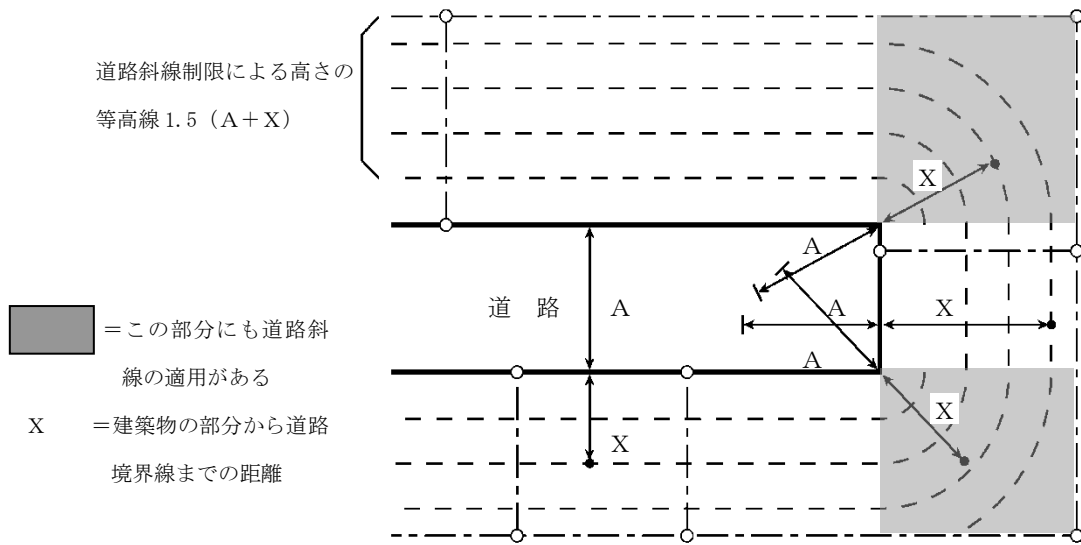 道路斜線制限による高さの
等高線1.5（A＋X）
＝この部分にも道路斜
線の適用がある
X ＝建築物の部分から道路
境界線までの距離
道 路
A
X
A
A
A
X
X
X